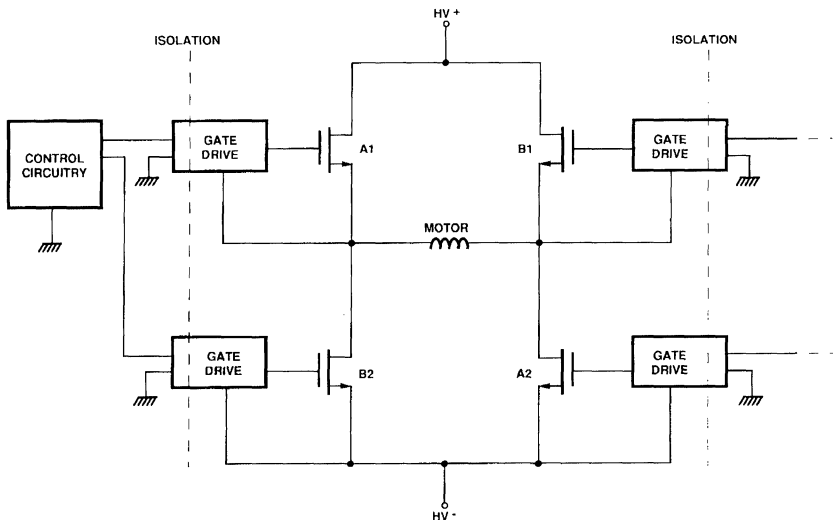 HV +
ISOLATION
ISOLATION
GATE
DRIVE
A1
B1
GATE
DRIVE
CONTROL
CIRCUITRY
MOTOR
GATE
DRIVE
B2
A2
GATE
DRIVE
HV -